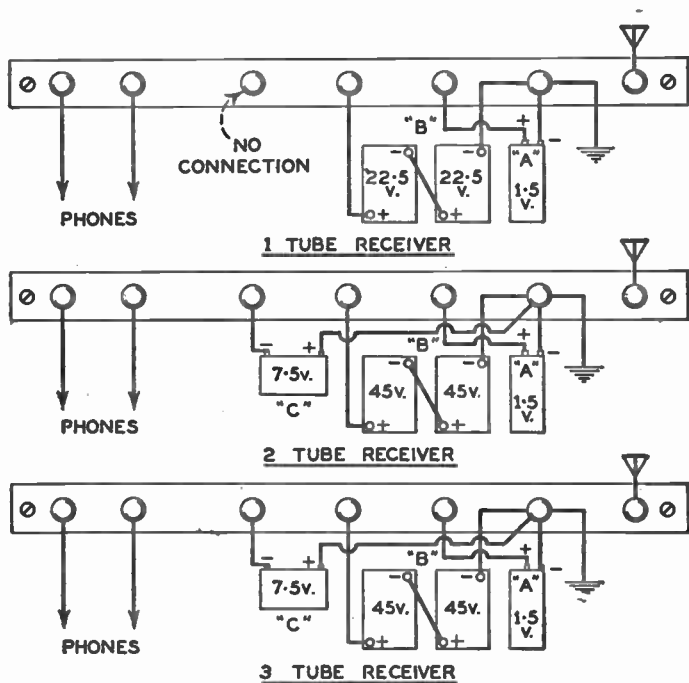 "B"
+
-
NO
CONNECTION
-
22.5
V.
+
-
22.5
V.
+
"A"
1.5
V.
PHONES
1 TUBE RECEIVER
-
+
7.5V.
"C"
"B"
+
-
-
45V.
+
-
45V.
+
"A"
1.5
V.
PHONES
2 TUBE RECEIVER
-
+
7.5V.
"C"
"B"
+
-
-
45V.
+
-
45V.
+
"A"
1.5
V.
PHONES
3 TUBE RECEIVER